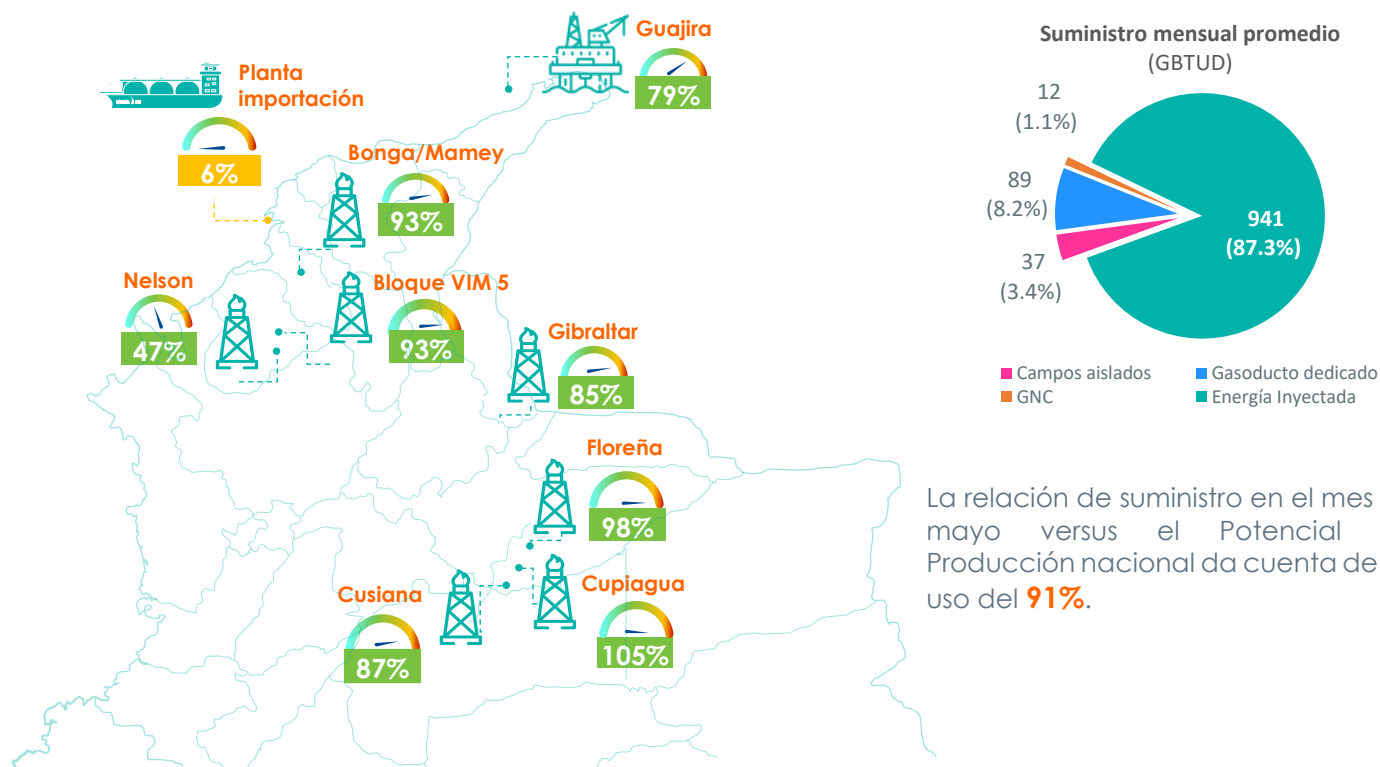 Guajira
79%
Planta
importación
6%
Bonga/Mamey
93%
Nelson
47%
Bloque VIM 5
93%
Gibraltar
85%
Floreña
98%
Cusiana
87%
Cupiagua
105%
Suministro mensual promedio
(GBTUD)
12
(1.1%)
89
(8.2%)
37
(3.4%)
941
(87.3%)
Campos aislados
Gasoducto dedicado
GNC
Energía Inyectada
La relación de suministro en el mes
mayo versus el Potencial
Producción nacional da cuenta de
uso del 91%.